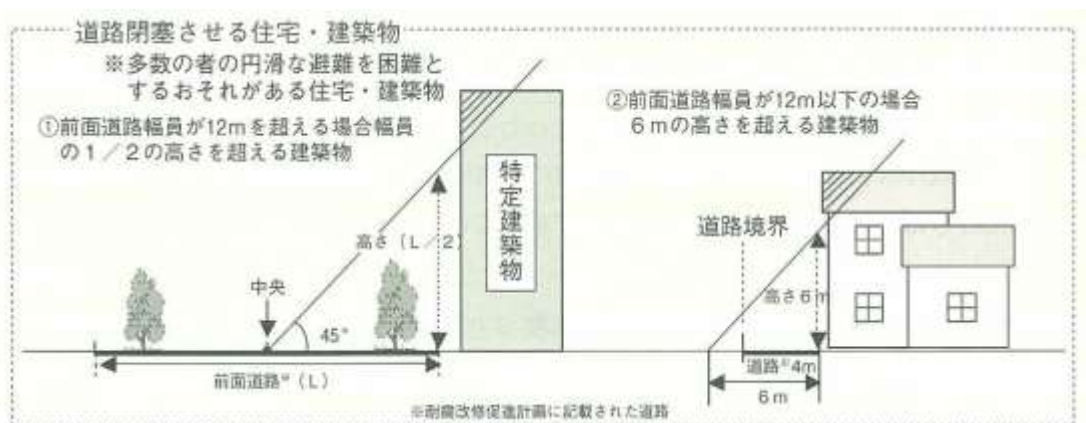 道路閉塞させる住宅・建築物
※多数の者の円滑な避難を困難と
するおそれがある住宅・建築物
①前面道路幅員が12mを超える場合幅員
の1/2の高さを超える建築物
特定建築物
高さ(L/2)
中央
45°
前面道路※(L)
②前面道路幅員が12m以下の場合
6mの高さを超える建築物
道路境界
高さ6m
道路※4m
6m
※耐震改修促進計画に記載された道路